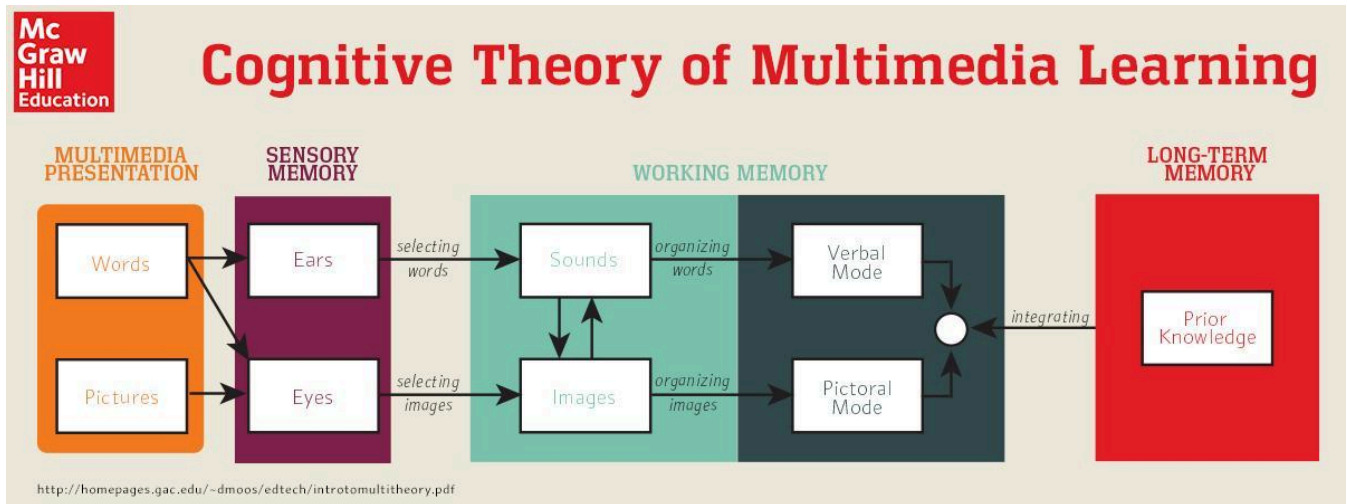 Mc
Graw
Hill
Education
Cognitive Theory of Multimedia Learning
MULTIMEDIA
PRESENTATION
SENSORY
MEMORY
WORKING MEMORY
LONG-TERM
MEMORY
Words
Ears
selecting
words
Sounds
organizing
words
Verbal
Mode
integrating
Prior
Knowledge
Pictures
Eyes
selecting
images
Images
organizing
images
Pictoral
Mode
http://homepages.gac.edu/~dmoos/edtech/introtomultitheory.pdf